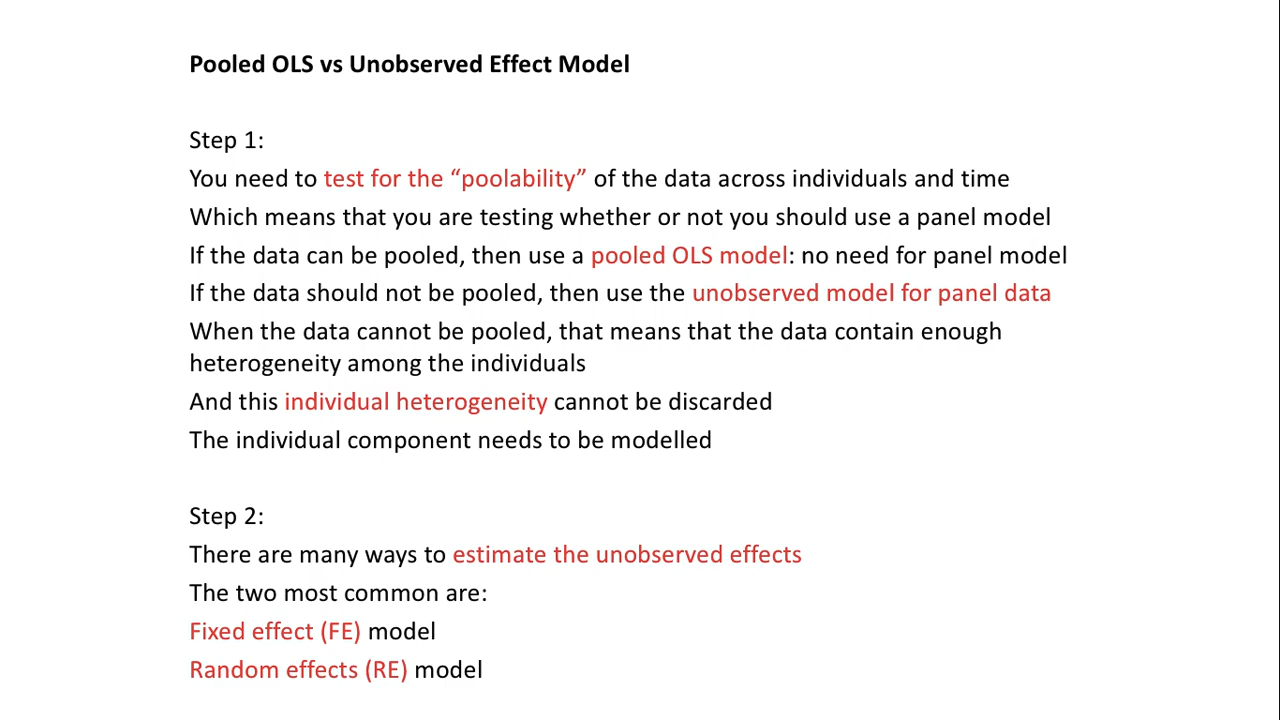 Pooled OLS vs Unobserved Effect Model
Step 1:
You need to test for the “poolability” of the data across individuals and time
Which means that you are testing whether or not you should use a panel model
If the data can be pooled, then use a pooled OLS model: no need for panel model
If the data should not be pooled, then use the unobserved model for panel data
When the data cannot be pooled, that means that the data contain enough
heterogeneity among the individuals
And this individual heterogeneity cannot be discarded
The individual component needs to be modelled
Step 2:
There are many ways to estimate the unobserved effects
The two most common are:
Fixed effect (FE) model
Random effects (RE) model